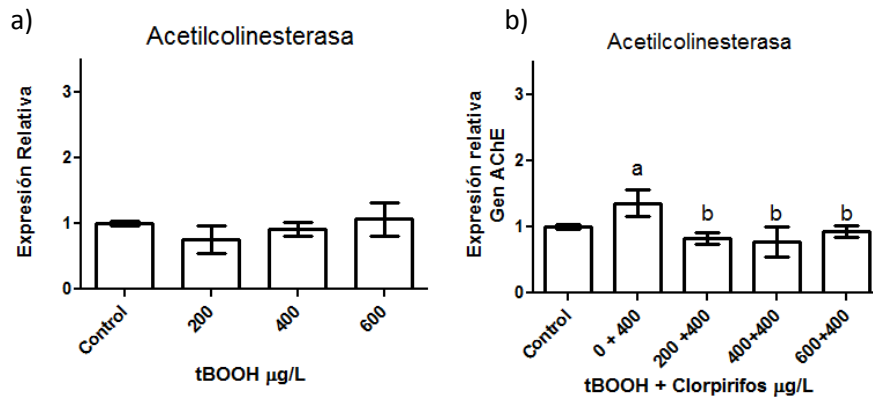 a)
Acetilcolinesterasa
Expresión Relativa
3
2
1
0
Control
200
400
600
tBOOH µg/L
b)
Acetilcolinesterasa
Expresión relativa
Gen AChE
3
2
1
0
a
b
b
b
Control
0 + 400
200 +400
400+400
600+400
tBOOH + Clorpirifos µg/L